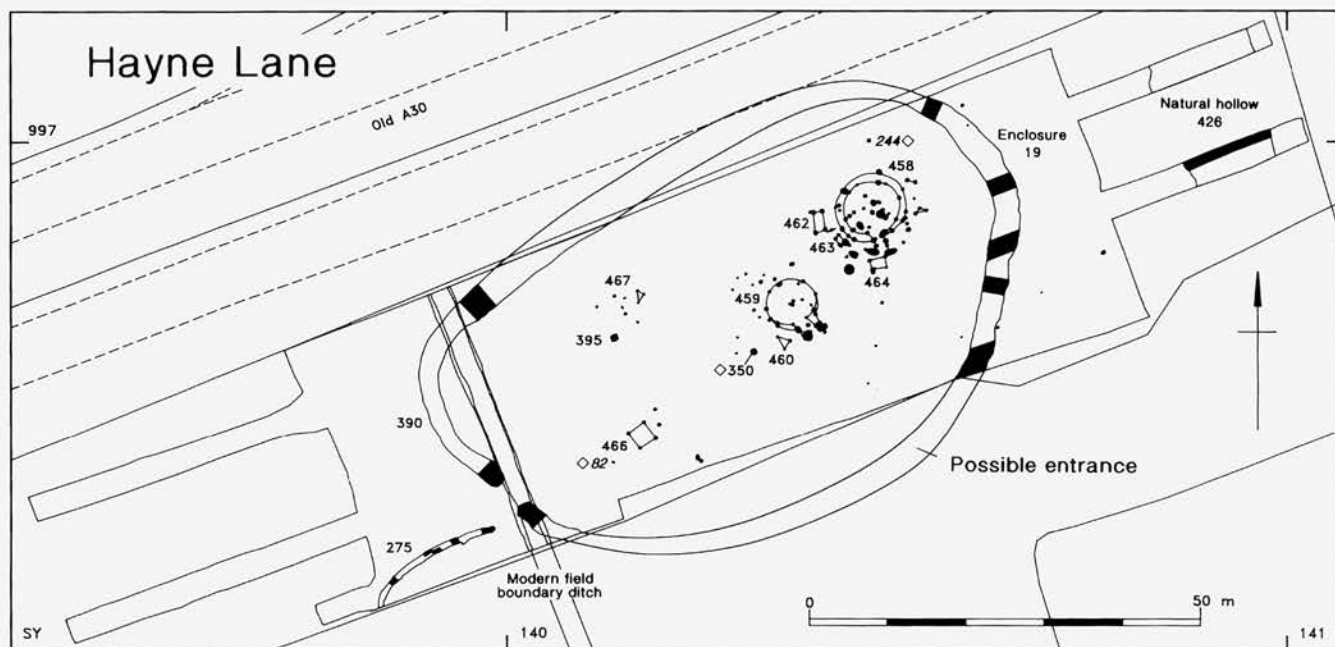 Hayne Lane
Old A30
997
Natural hollow
426
Enclosure
19
244
458
462
463
464
467
459
395
350
460
390
466
82
Possible entrance
275
Modern field
boundary ditch
0
50 m
SY
140
141